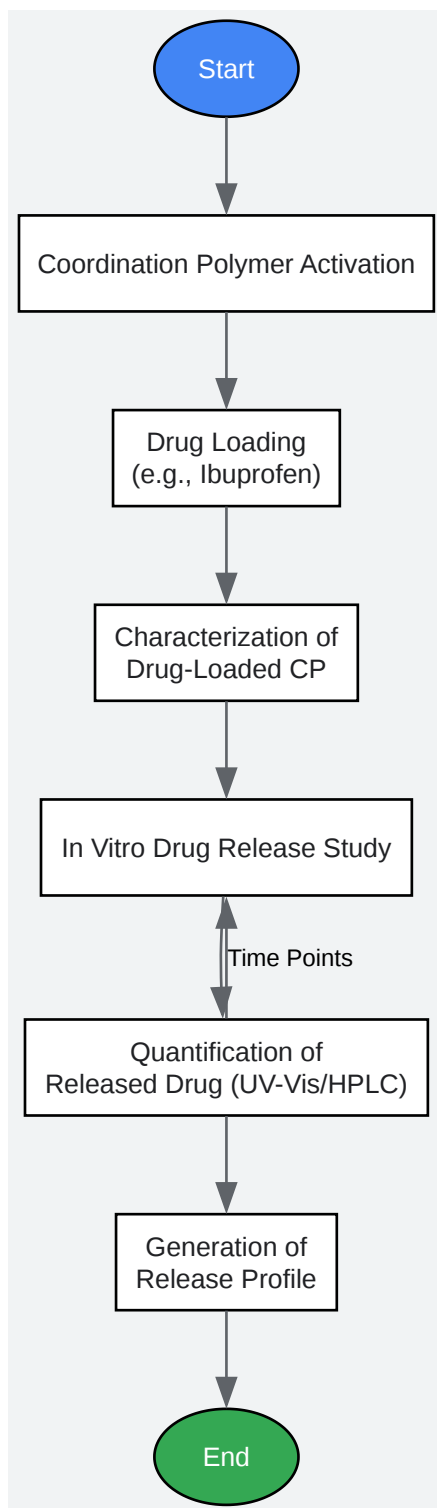 Start
Coordination Polymer Activation
Drug Loading
(e.g., Ibuprofen)
Characterization of
Drug-Loaded CP
In Vitro Drug Release Study
Time Points
Quantification of
Released Drug (UV-Vis/HPLC)
Generation of
Release Profile
End